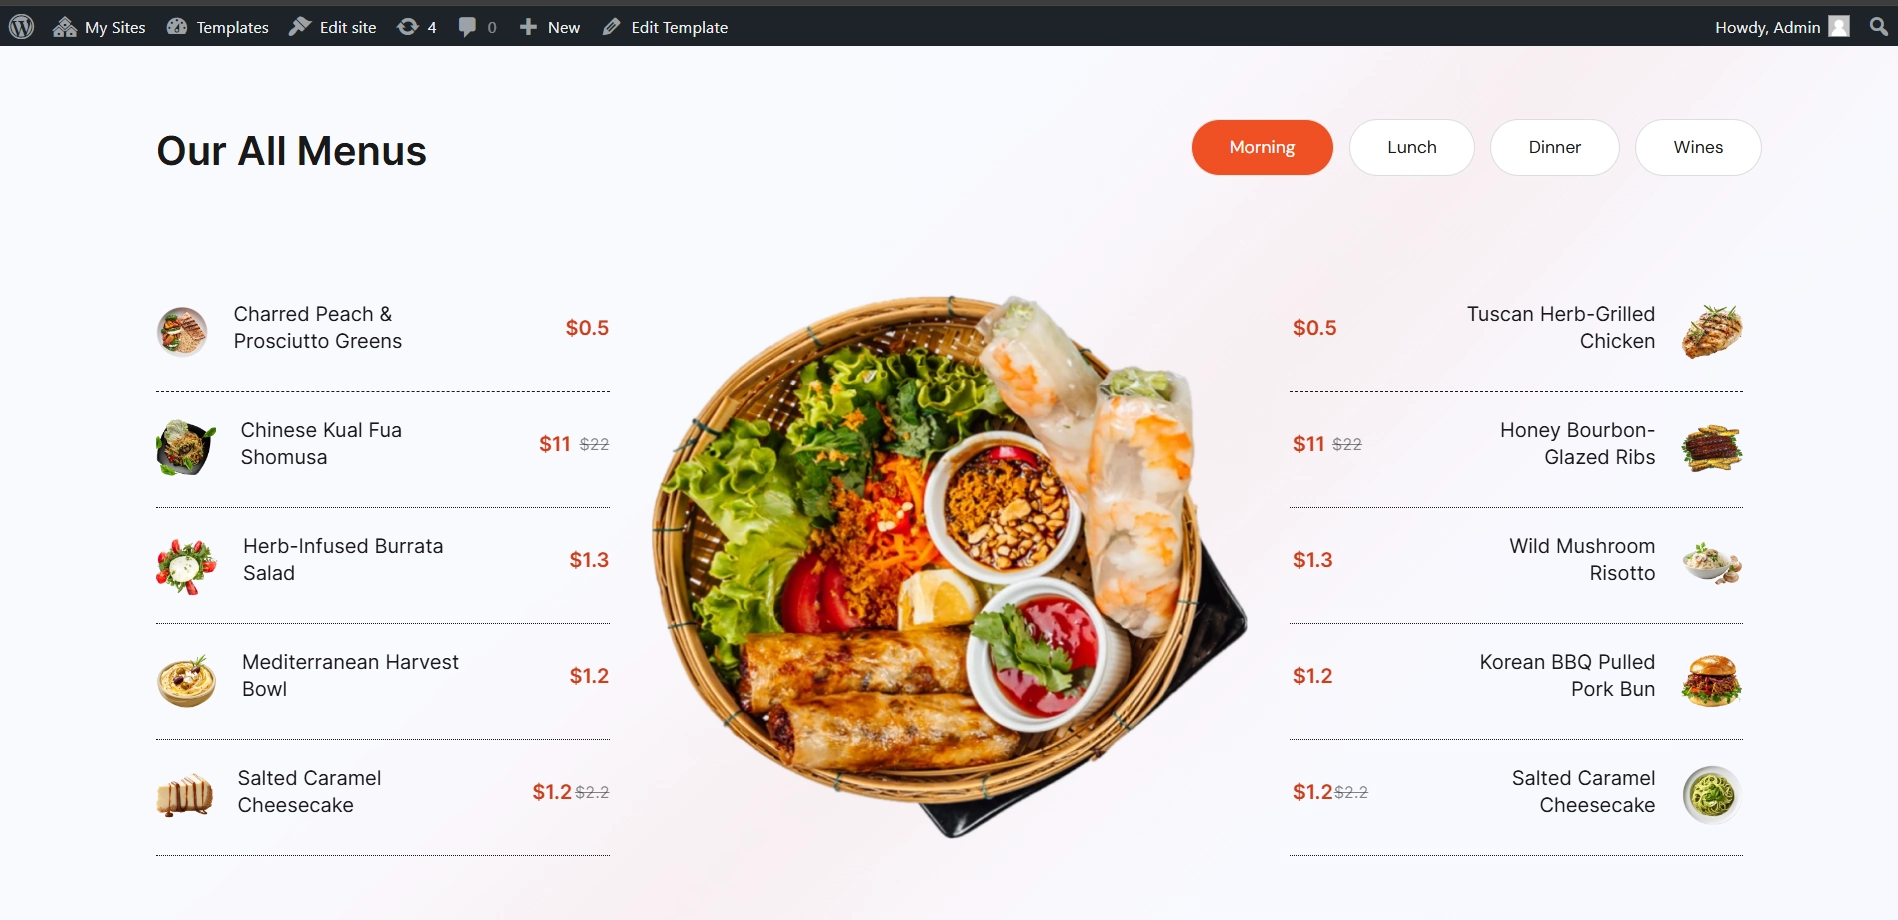 My Sites Templates Edit site 4 0 New Edit Template Howdy, Admin
Our All Menus
Morning Lunch Dinner Wines
Charred Peach &
Prosciutto Greens
$0.5
Chinese Kual Fua
Shomusa
$11 $22
Herb-Infused Burrata
Salad
$1.3
Mediterranean Harvest
Bowl
$1.2
Salted Caramel
Cheesecake
$1.2 $2.2
$0.5
Tuscan Herb-Grilled
Chicken
$11 $22
Honey Bourbon-
Glazed Ribs
$1.3
Wild Mushroom
Risotto
$1.2
Korean BBQ Pulled
Pork Bun
$1.2 $2.2
Salted Caramel
Cheesecake